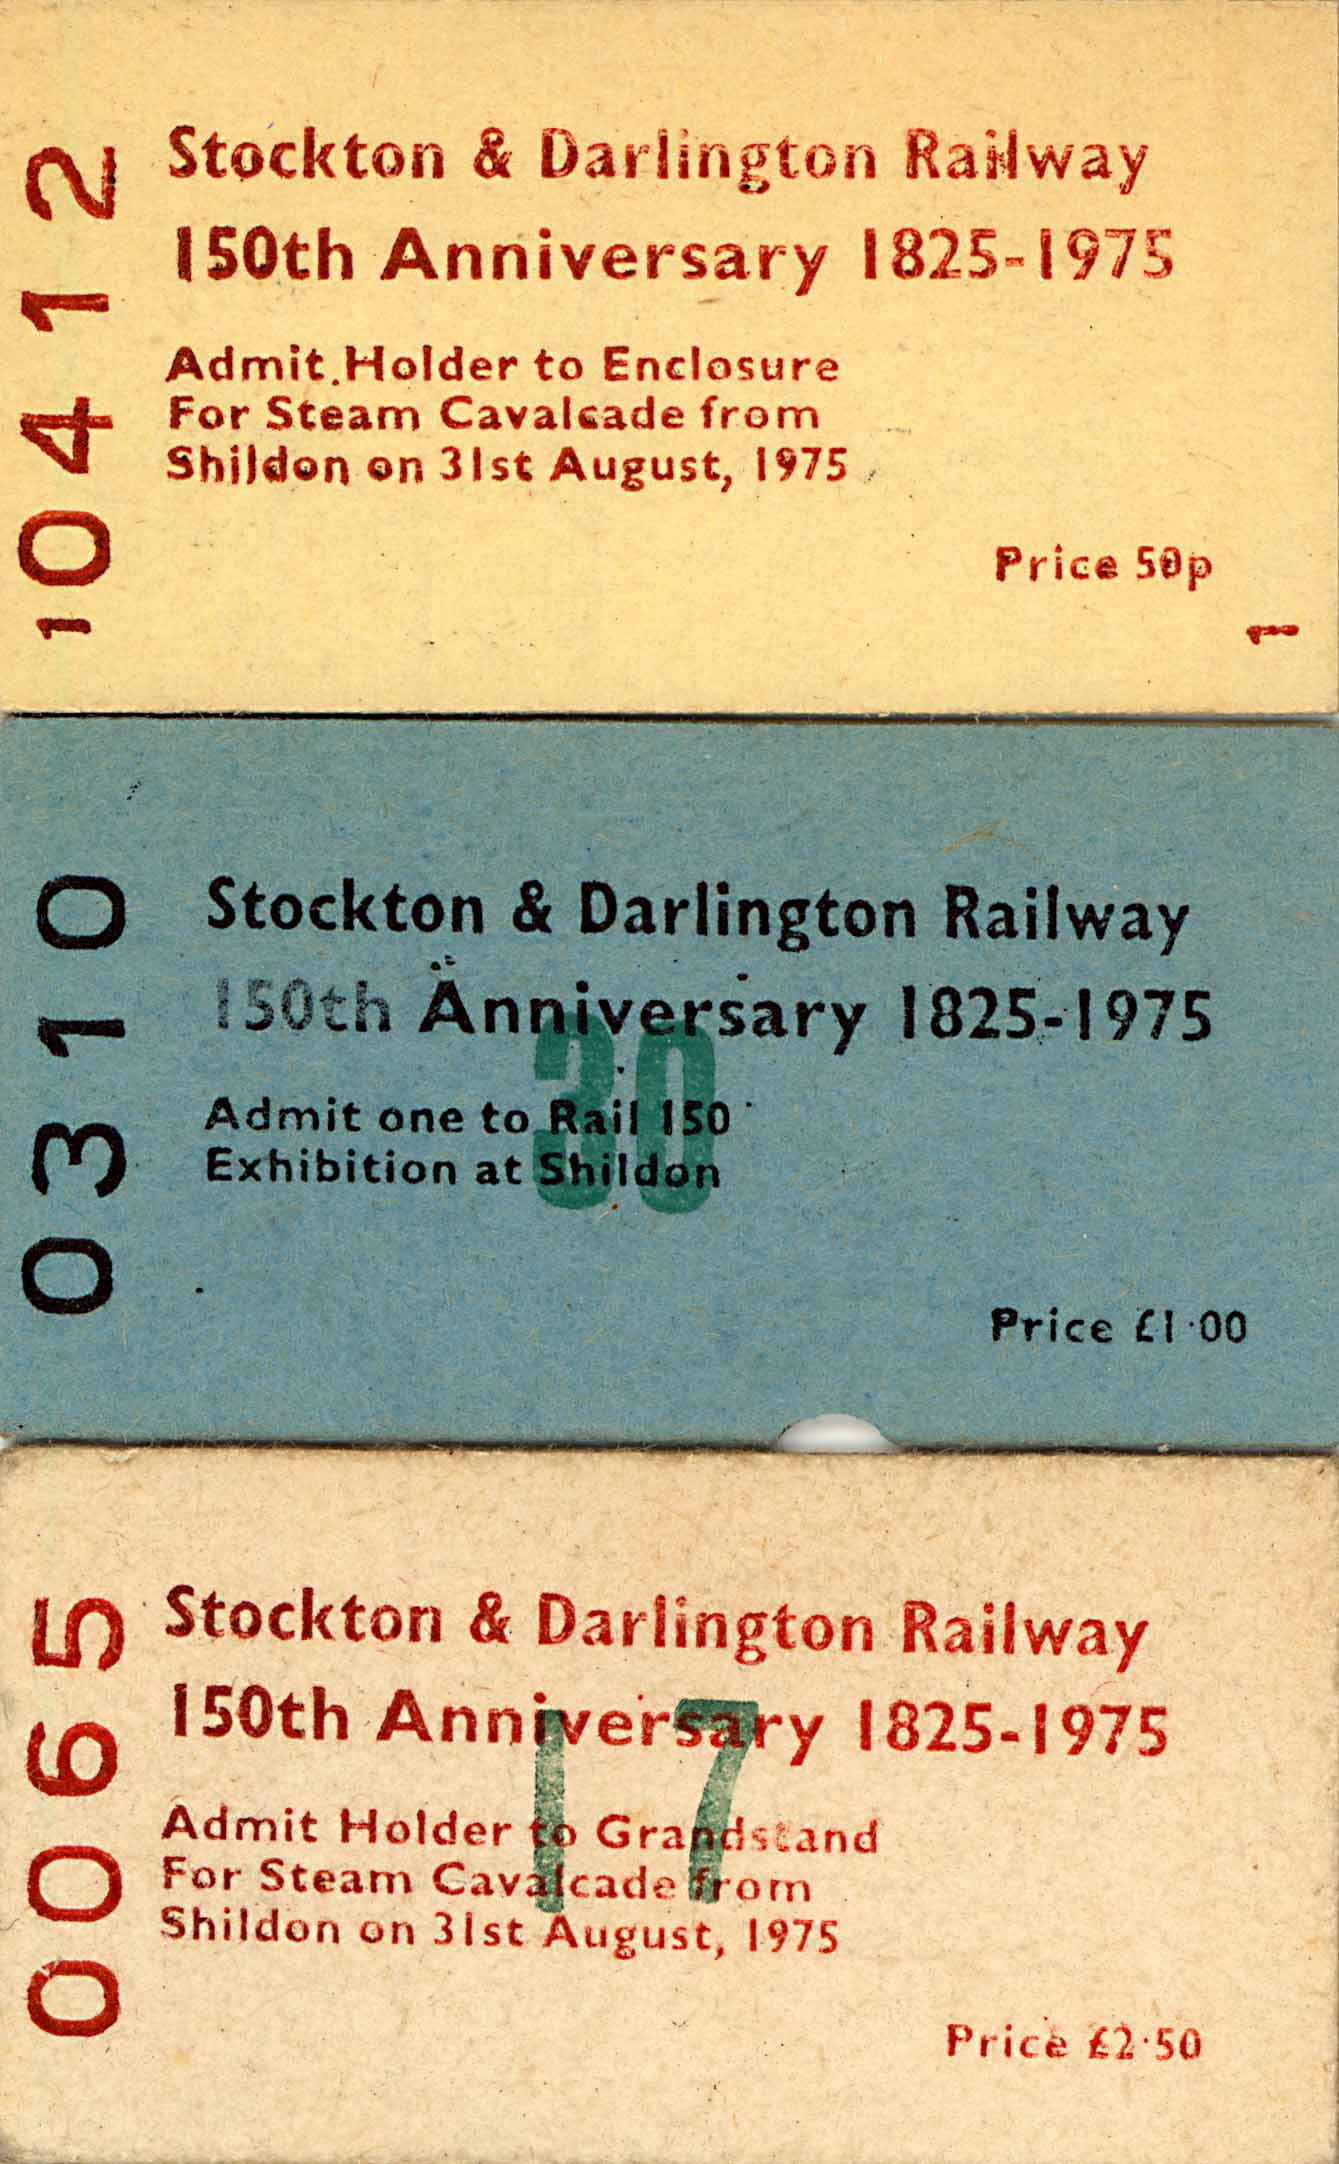 Stockton & Darlington Railway
150th Anniversary 1825-1975
Admit Holder to Enclosure
For Steam Cavalcade from
Shildon on 31st August, 1975
Price 50p
10412
1
Stockton & Darlington Railway
150th Anniversary 1825-1975
30
Admit one to Rail 150
Exhibition at Shildon
Price £1·00
0310
Stockton & Darlington Railway
150th Anniversary 1825-1975
17
Admit Holder to Grandstand
For Steam Cavalcade from
Shildon on 31st August, 1975
Price £2·50
0065